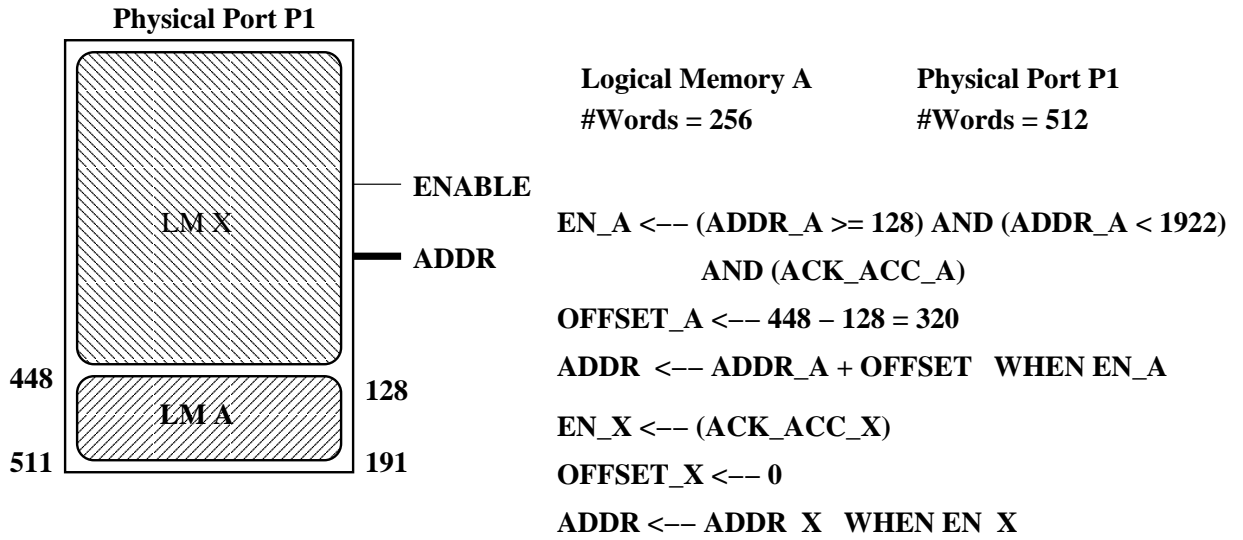 Physical Port P1
LM X
ENABLE
ADDR
448
128
LM A
511
191
Logical Memory A
#Words = 256
Physical Port P1
#Words = 512
EN_A <−− (ADDR_A >= 128) AND (ADDR_A < 1922)
AND (ACK_ACC_A)
OFFSET_A <−− 448 − 128 = 320
ADDR <−− ADDR_A + OFFSET WHEN EN_A
EN_X <−− (ACK_ACC_X)
OFFSET_X <−− 0
ADDR <−− ADDR_X WHEN EN_X